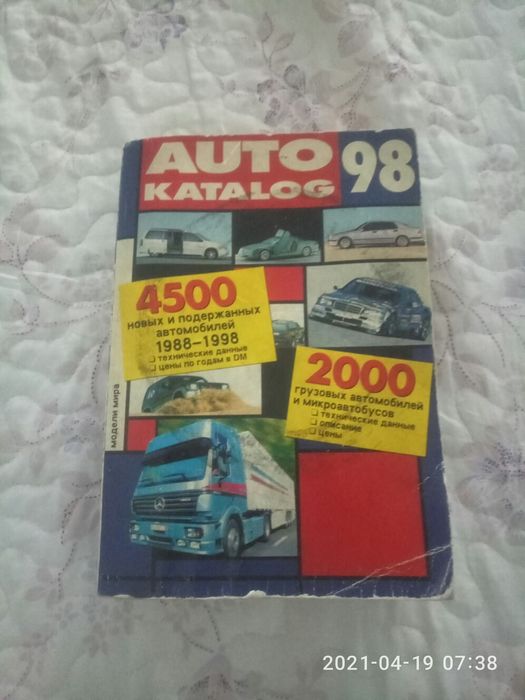 AUTO
KATALOG
98
4500
новых и подержанных
автомобилей
1988–1998
технические данные
цены по годам в DM
2000
грузовых автомобилей
и микроавтобусов
технические данные
описание
цены
модели мира
2021-04-19 07:38